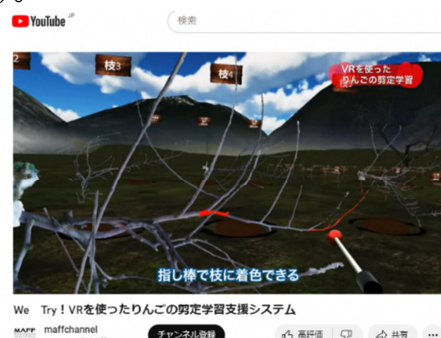 YouTube JP
検索
2
枝3
枝4
VRを使った
りんごの剪定学習
指し棒で枝に着色できる
We Try！VRを使ったりんごの剪定学習支援システム
MAFF
maffchannel
チャンネル登録
高評価
共有